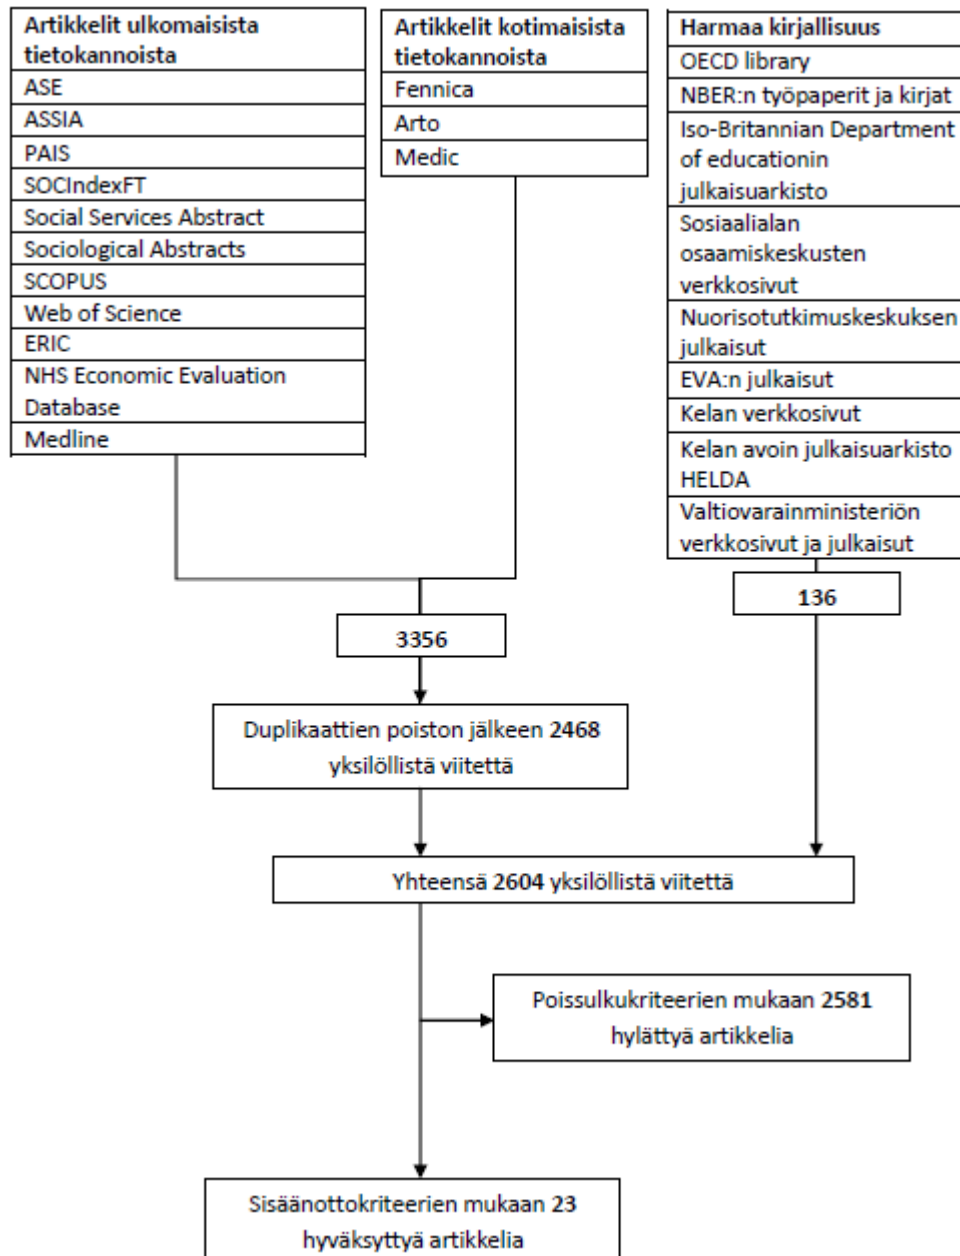 Artikkelit ulkomaisista
tietokannoista
ASE
ASSIA
PAIS
SOCIndexFT
Social Services Abstract
Sociological Abstracts
SCOPUS
Web of Science
ERIC
NHS Economic Evaluation
Database
Medline
Artikkelit kotimaisista
tietokannoista
Fennica
Arto
Medic
Harmaa kirjallisuus
OECD library
NBER:n työpaperit ja kirjat
Iso-Britannian Department
of educationin
julkaisuarkisto
Sosiaalialan
osaamiskeskusten
verkkosivut
Nuorisotutkimuskeskuksen
julkaisut
EVA:n julkaisut
Kelan verkkosivut
Kelan avoin julkaisuarkisto
HELDA
Valtiovarainministeriön
verkkosivut ja julkaisut
136
3356
Duplikaattien poiston jälkeen 2468
yksilöllistä viitettä
Yhteensä 2604 yksilöllistä viitettä
Poissulkukriteerien mukaan 2581
hylättyä artikkelia
Sisäänottokriteerien mukaan 23
hyväksyttyä artikkelia